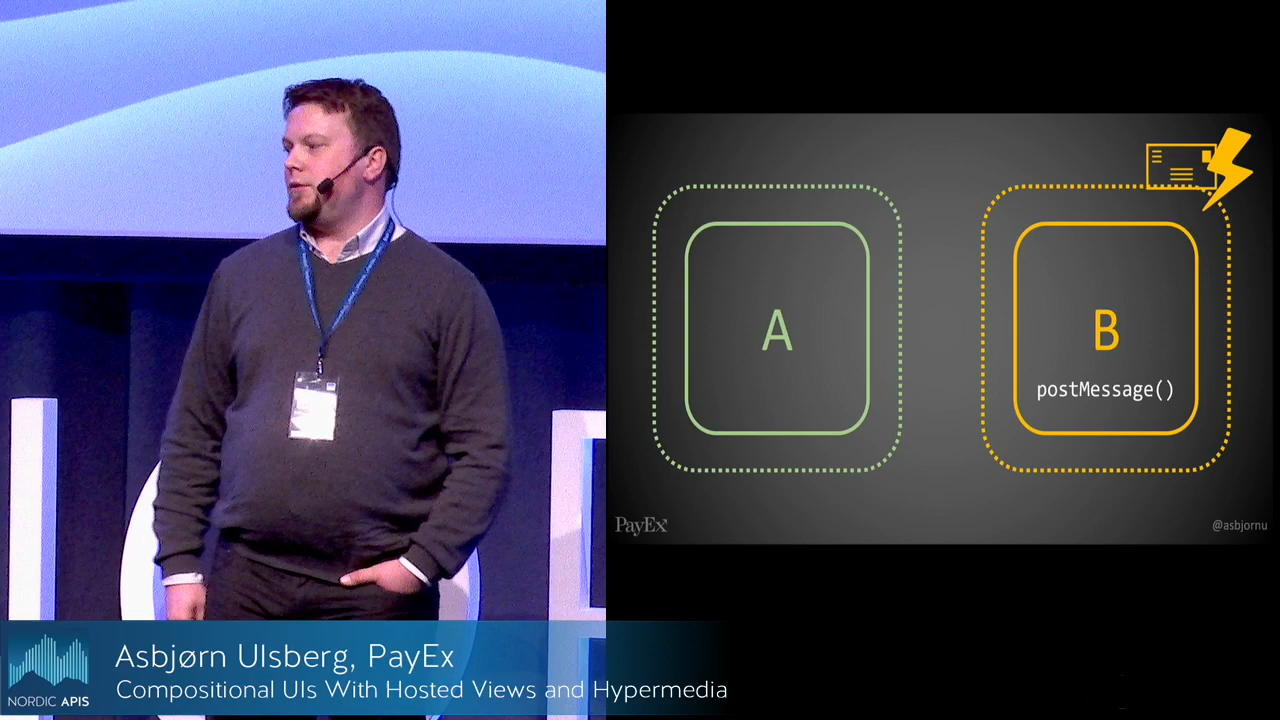 A
B
postMessage()
PayEx
@asbjornu
Asbjørn Ulsberg, PayEx
Compositional UIs With Hosted Views and Hypermedia
NORDIC APIS